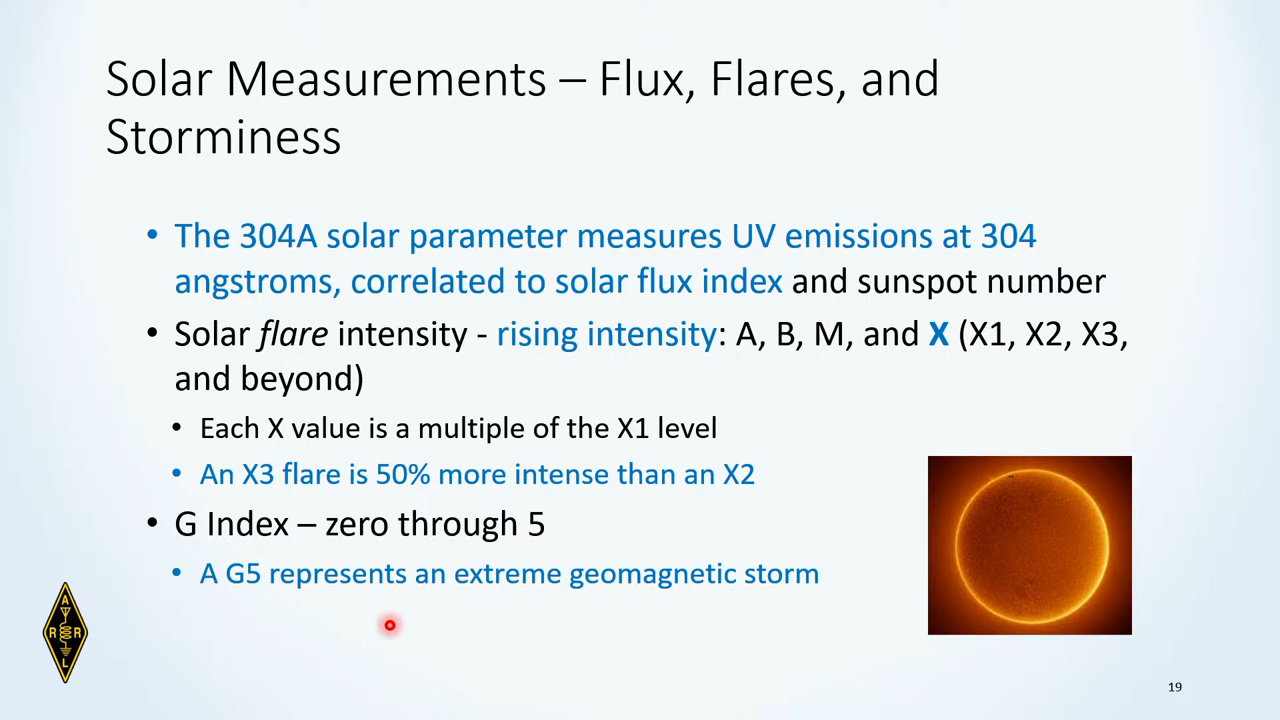 Solar Measurements – Flux, Flares, and
Storminess
• The 304A solar parameter measures UV emissions at 304
angstroms, correlated to solar flux index and sunspot number
• Solar flare intensity - rising intensity: A, B, M, and X (X1, X2, X3,
and beyond)
• Each X value is a multiple of the X1 level
• An X3 flare is 50% more intense than an X2
• G Index – zero through 5
• A G5 represents an extreme geomagnetic storm
A
R R
L
19